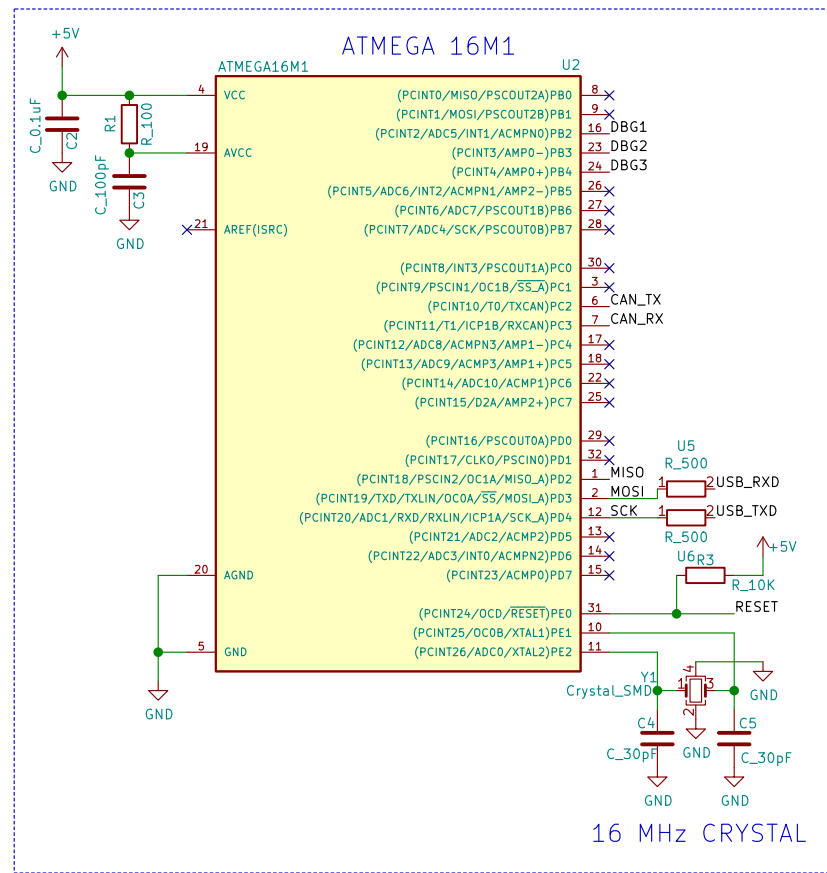 ATMEGA 16M1
+5V
ATMEGA16M1
U2
C_0.1uF
C2
GND
R1
R_100
C_100pF
C3
GND
4 VCC
19 AVCC
21 AREF(ISRC)
20 AGND
5 GND
GND
(PCINT0/MISO/PSCOUT2A)PB0 8
(PCINT1/MOSI/PSCOUT2B)PB1 9
(PCINT2/ADC5/INT1/ACMPN0)PB2 16 DBG1
(PCINT3/AMP0-)PB3 23 DBG2
(PCINT4/AMP0+)PB4 24 DBG3
(PCINT5/ADC6/INT2/ACMPN1/AMP2-)PB5 26
(PCINT6/ADC7/PSCOUT1B)PB6 27
(PCINT7/ADC4/SCK/PSCOUT0B)PB7 28
(PCINT8/INT3/PSCOUT1A)PC0 30
(PCINT9/PSCIN1/OC1B/SS_A)PC1 3
(PCINT10/T0/TXCAN)PC2 6 CAN_TX
(PCINT11/T1/ICP1B/RXCAN)PC3 7 CAN_RX
(PCINT12/ADC8/ACMPN3/AMP1-)PC4 17
(PCINT13/ADC9/ACMP3/AMP1+)PC5 18
(PCINT14/ADC10/ACMP1)PC6 22
(PCINT15/D2A/AMP2+)PC7 25
(PCINT16/PSCOUT0A)PD0 29
(PCINT17/CLKO/PSCIN0)PD1 32
(PCINT18/PSCIN2/OC1A/MISO_A)PD2 1 MISO
(PCINT19/TXD/TXLIN/OC0A/SS/MOSI_A)PD3 2 MOSI
(PCINT20/ADC1/RXD/RXLIN/ICP1A/SCK_A)PD4 12 SCK
(PCINT21/ADC2/ACMP2)PD5 13
(PCINT22/ADC3/INT0/ACMPN2)PD6 14
(PCINT23/ACMP0)PD7 15
(PCINT24/OCD/RESET)PE0 31
(PCINT25/OC0B/XTAL1)PE1 10
(PCINT26/ADC0/XTAL2)PE2 11
U5
R_500
1 2 USB_RXD
1 2 USB_TXD
R_500
U6
R3
+5V
R_10K
RESET
Y1
Crystal_SMD
1 4 3 2
GND
GND
C4
C_30pF
GND
C5
C_30pF
GND
16 MHz CRYSTAL